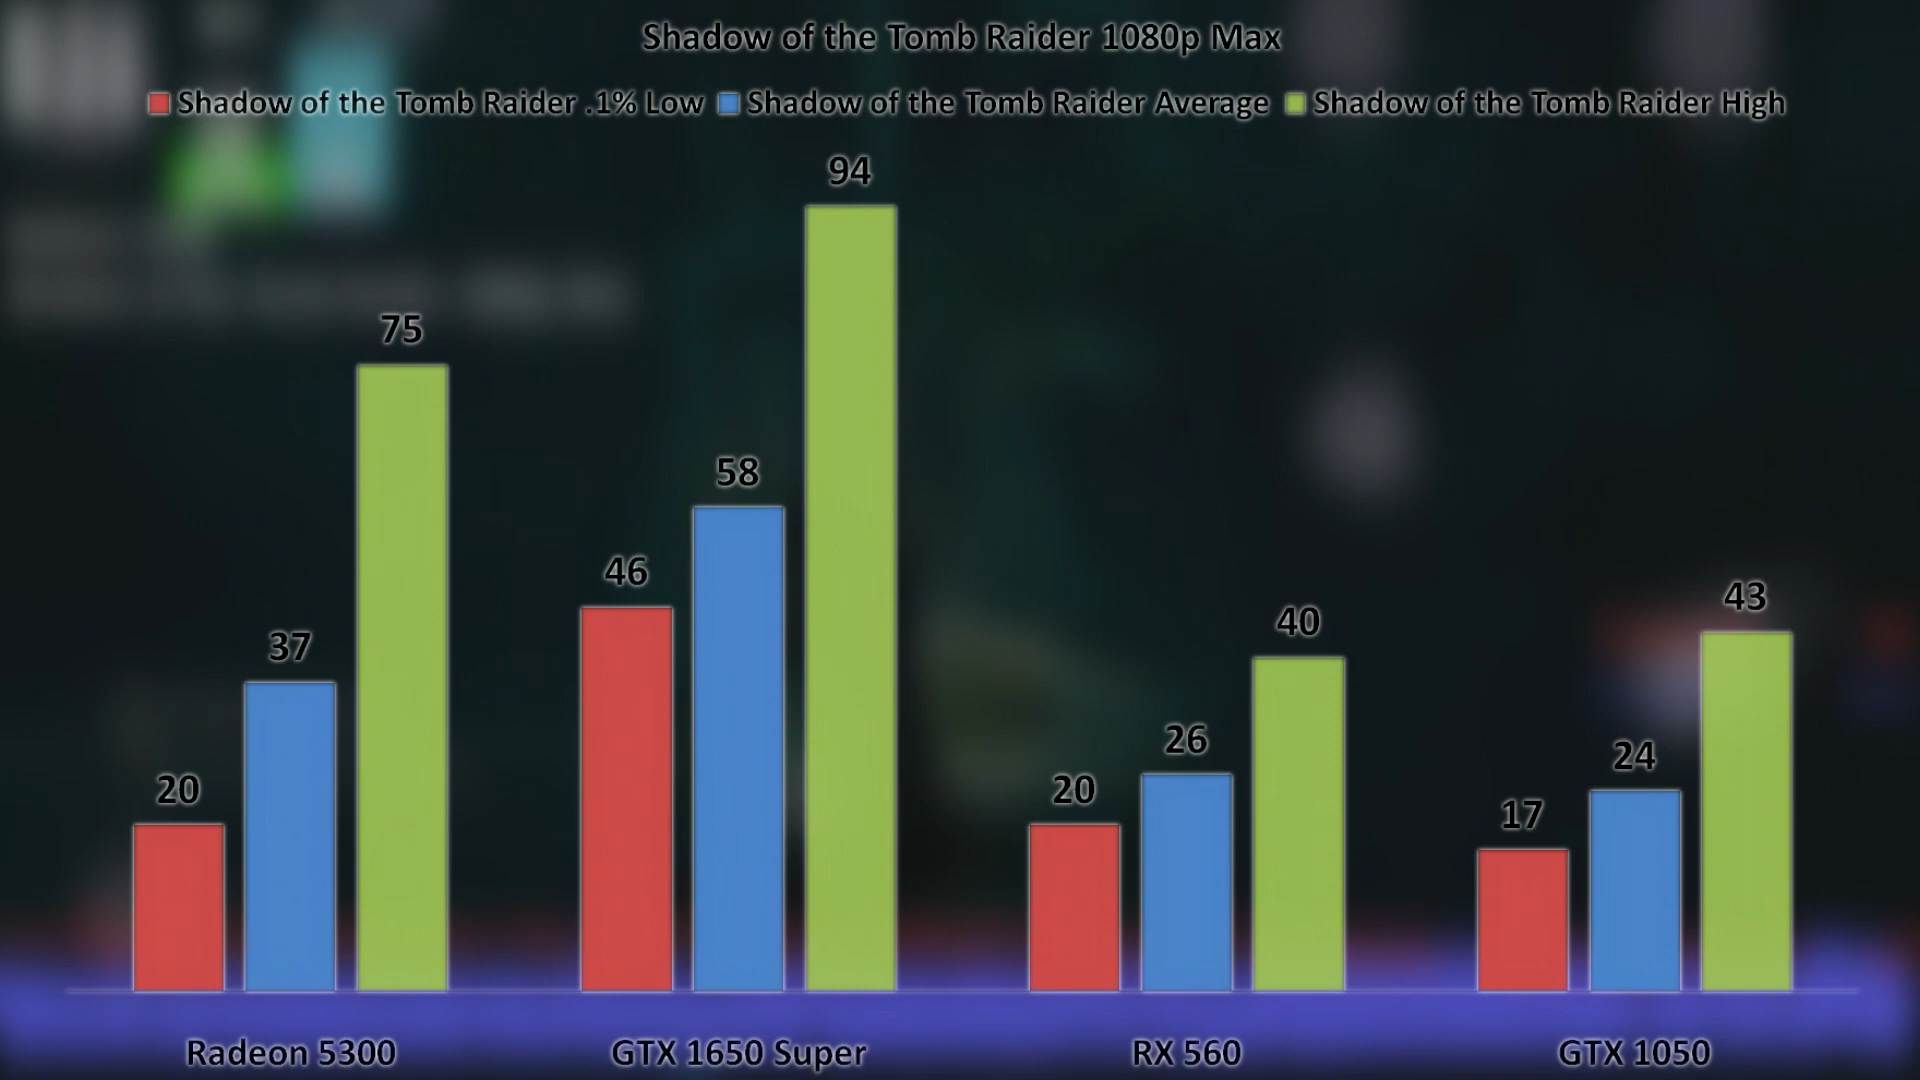 Shadow of the Tomb Raider 1080p Max
Shadow of the Tomb Raider .1% Low Shadow of the Tomb Raider Average Shadow of the Tomb Raider High
20 37 75 46 58 94 20 26 40 17 24 43
Radeon 5300 GTX 1650 Super RX 560 GTX 1050